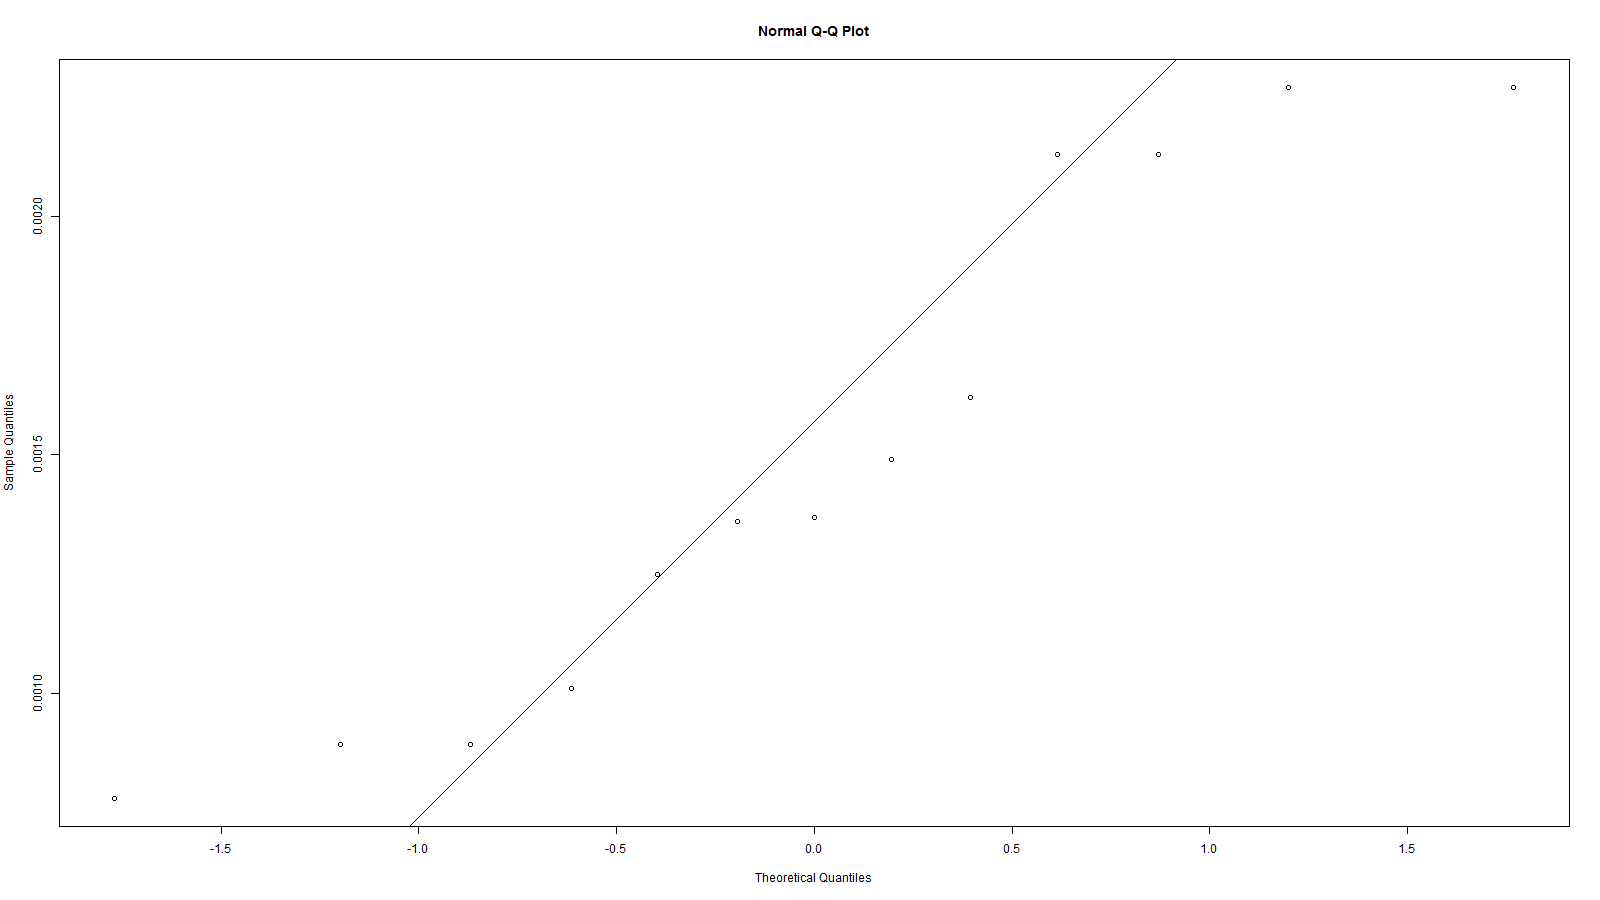 Normal Q-Q Plot
Sample Quantiles
0.0020
0.0015
0.0010
-1.5 -1.0 -0.5 0.0 0.5 1.0 1.5
Theoretical Quantiles